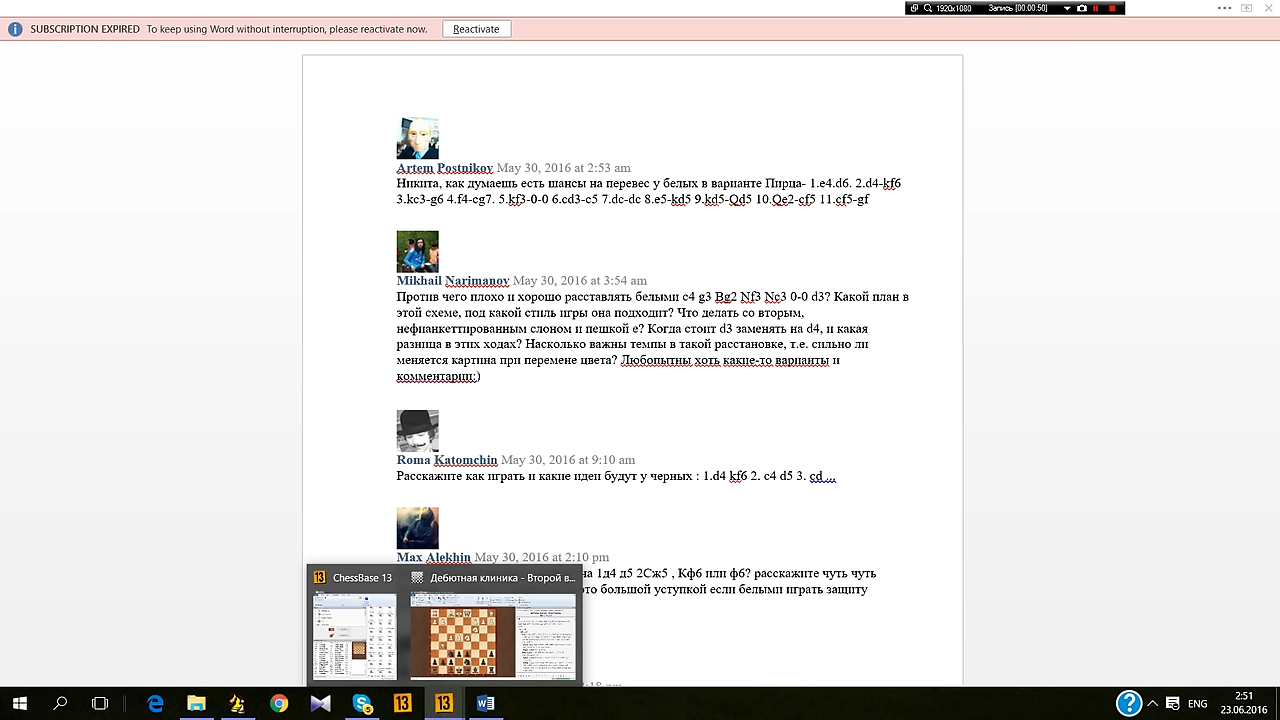 1920x1080 Запись [00:00:50]
SUBSCRIPTION EXPIRED To keep using Word without interruption, please reactivate now. Reactivate
Artem Postnikov May 30, 2016 at 2:53 am
Никита, как думаешь есть шансы на перевес у белых в варианте Пирца- 1.e4.d6. 2.d4-kf6
3.kc3-g6 4.f4-cg7. 5.kf3-0-0 6.cd3-c5 7.dc-dc 8.e5-kd5 9.kd5-Qd5 10.Qe2-cf5 11.cf5-gf
Mikhail Narimanov May 30, 2016 at 3:54 am
Против чего плохо и хорошо расставлять белыми c4 g3 Bg2 Nf3 Nc3 0-0 d3? Какой план в
этой схеме, под какой стиль игры она подходит? Что делать со вторым,
нефианкеттированным слоном и пешкой e? Когда стоит d3 заменять на d4, и какая
разница в этих ходах? Насколько важны темпы в такой расстановке, т.е. сильно ли
меняется картина при перемене цвета? Любопытны хоть какие-то варианты и
комментарии:)
Roma Katomchin May 30, 2016 at 9:10 am
Расскажите как играть и какие идеи будут у черных : 1.d4 kf6 2. c4 d5 3. cd ...
Max Alekhin May 30, 2016 at 2:10 pm
на 1д4 д5 2Сж5 , Кф6 или ф6? расскажите чуть чуть
это большой уступкой если белыми играть защиту
ChessBase 13 Дебютная клиника - Второй в...
13 13
ENG 2:51
23.06.2016